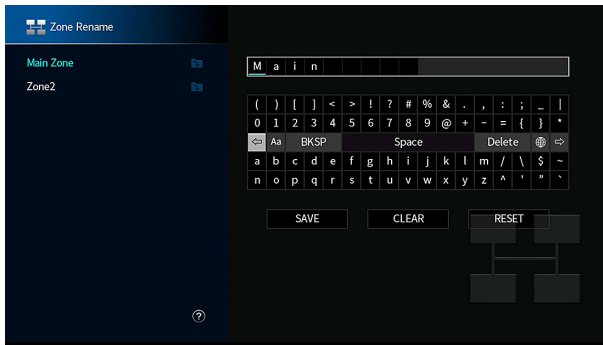 Zone Rename
Main Zone
Zone2
Main
( ) [ ] < > ! ? # % & . , : ; _ |
0 1 2 3 4 5 6 7 8 9 @ + - = { } *
⇦ Aa BKSP Space Delete ⇨
a b c d e f g h i j k l m / \ $ ~
n o p q r s t u v w x y z ^ ' " `
SAVE CLEAR RESET
?